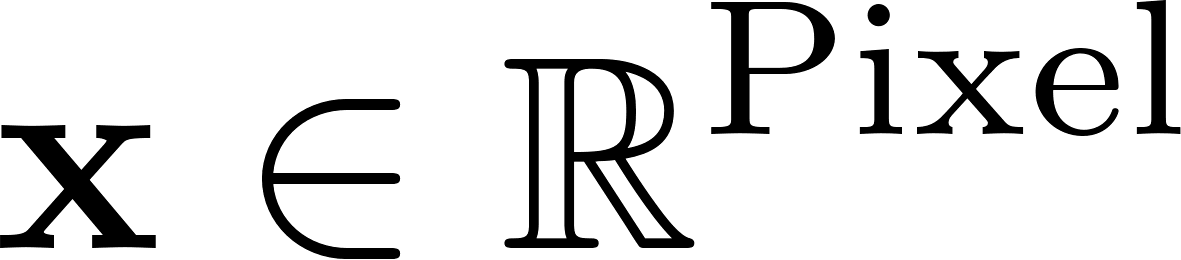 x ∈ ℝ^Pixel